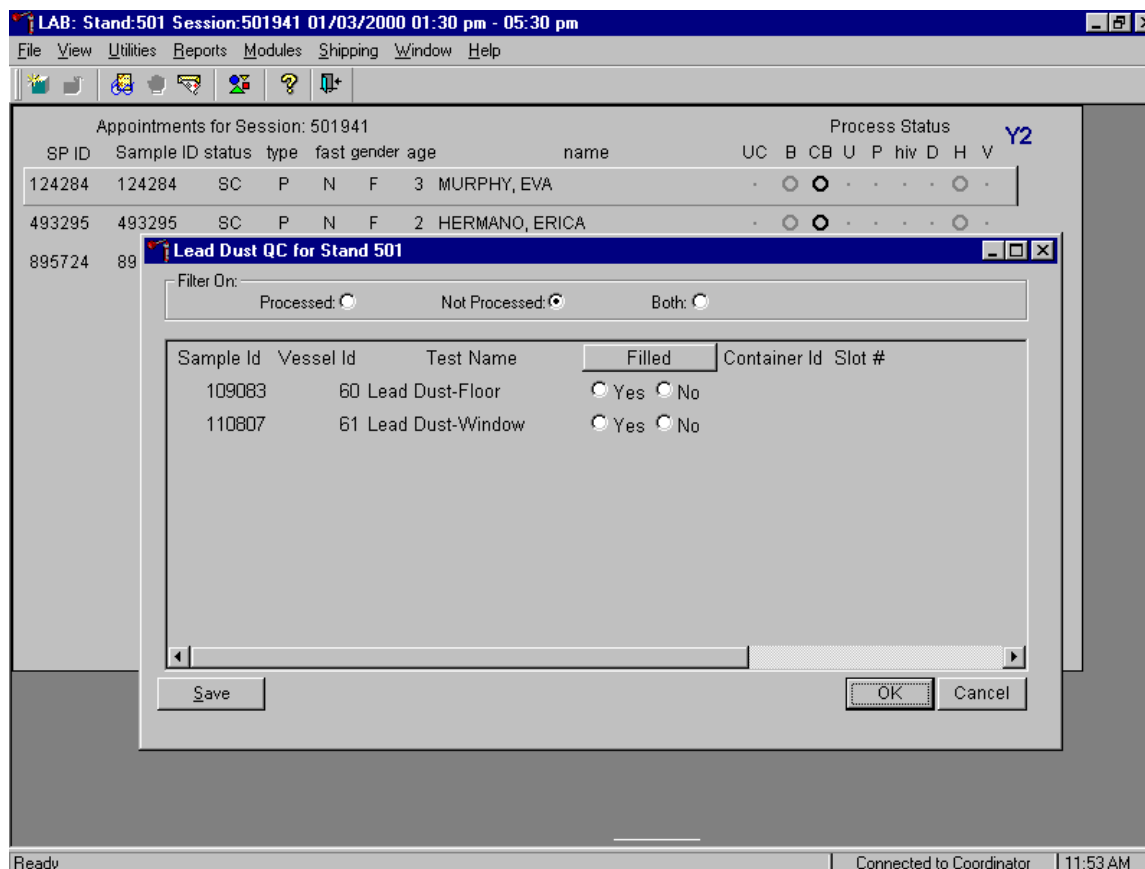 LAB: Stand:501 Session:501941 01/03/2000 01:30 pm - 05:30 pm
File View Utilities Reports Modules Shipping Window Help
Appointments for Session: 501941 Process Status Y2
SP ID Sample ID status type fast gender age name UC B CB U P hiv D H V
124284 124284 SC P N F 3 MURPHY, EVA
493295 493295 SC P N F 2 HERMANO, ERICA
895724 89
Lead Dust QC for Stand 501
Filter On:
Processed: Not Processed: Both:
Sample Id Vessel Id Test Name Filled Container Id Slot #
109083 60 Lead Dust-Floor Yes No
110807 61 Lead Dust-Window Yes No
Save OK Cancel
Ready Connected to Coordinator 11:53 AM